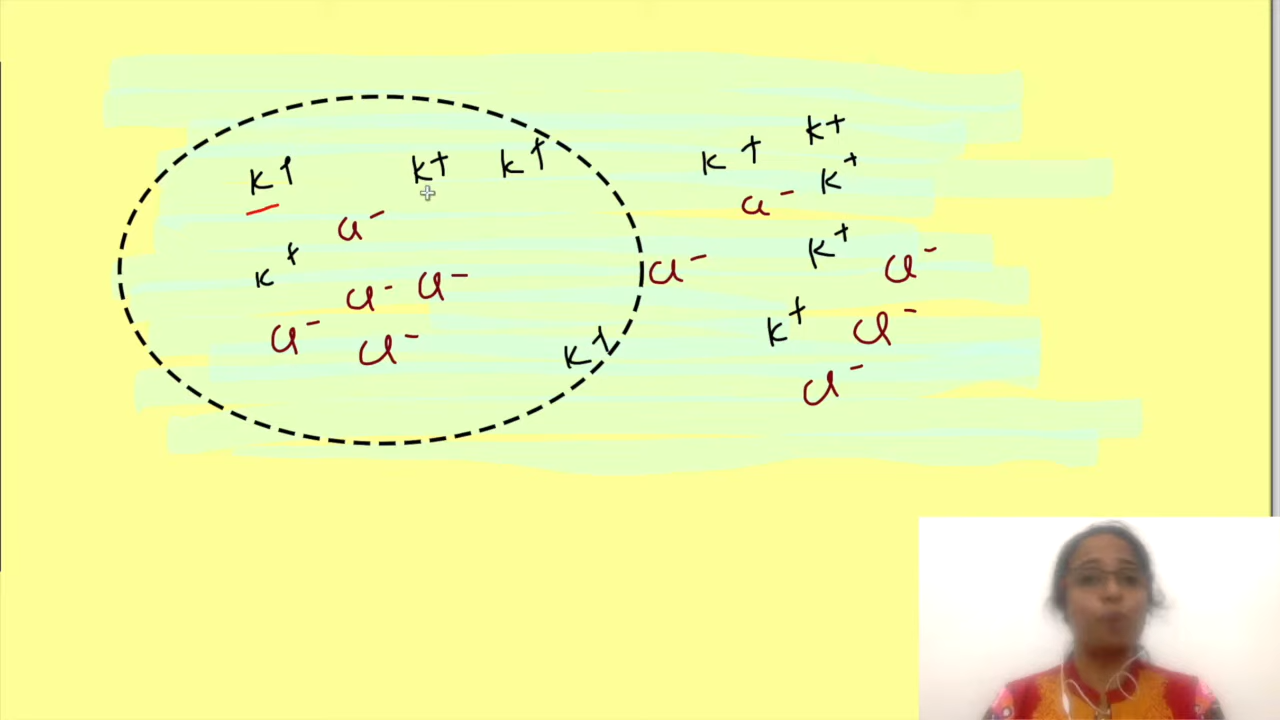 K+ K+ K+
Cl-
K+
Cl- Cl-
Cl- Cl-
K+
K+ K+
Cl- K+
K+
Cl- Cl-
K+ Cl-
Cl-